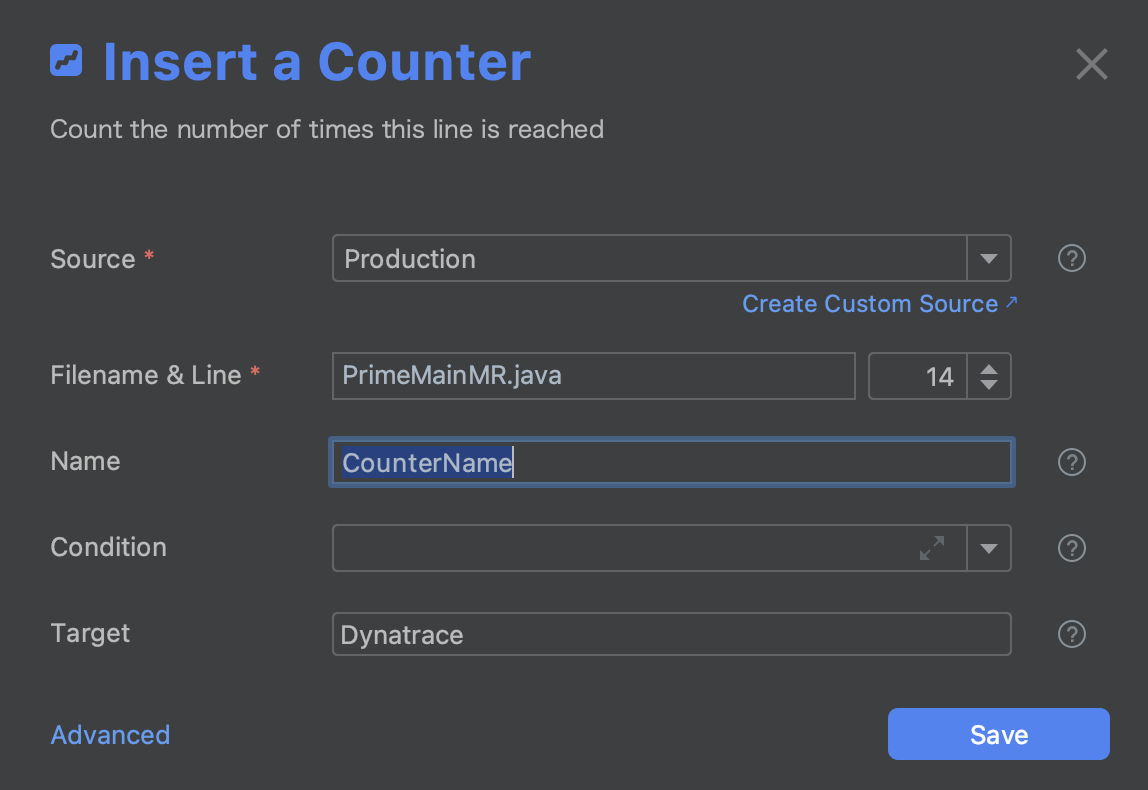 Insert a Counter
Count the number of times this line is reached
Source * Production ?
Create Custom Source ↗
Filename & Line * PrimeMainMR.java 14
Name CounterName ?
Condition ?
Target Dynatrace ?
Advanced Save